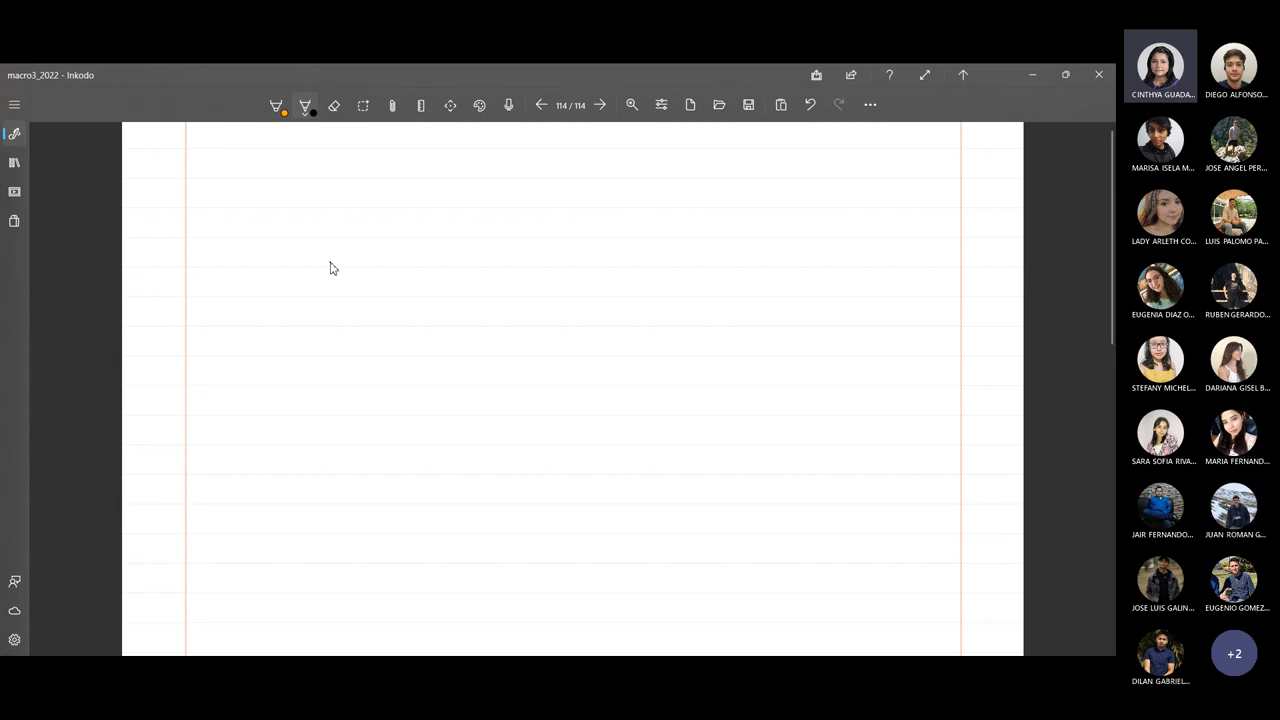 macro3_2022 - Inkodo
114 / 114
CINTHYA GUADA...
DIEGO ALFONSO...
MARISA ISELA M...
JOSE ANGEL PER...
LADY ARLETH CO...
LUIS PALOMO PA...
EUGENIA DIAZ O...
RUBEN GERARDO...
STEFANY MICHEL...
DARIANA GISEL B...
SARA SOFIA RIVA...
MARIA FERNAND...
JAIR FERNANDO...
JUAN ROMAN G...
JOSE LUIS GALIN...
EUGENIO GOMEZ...
DILAN GABRIEL...
+2